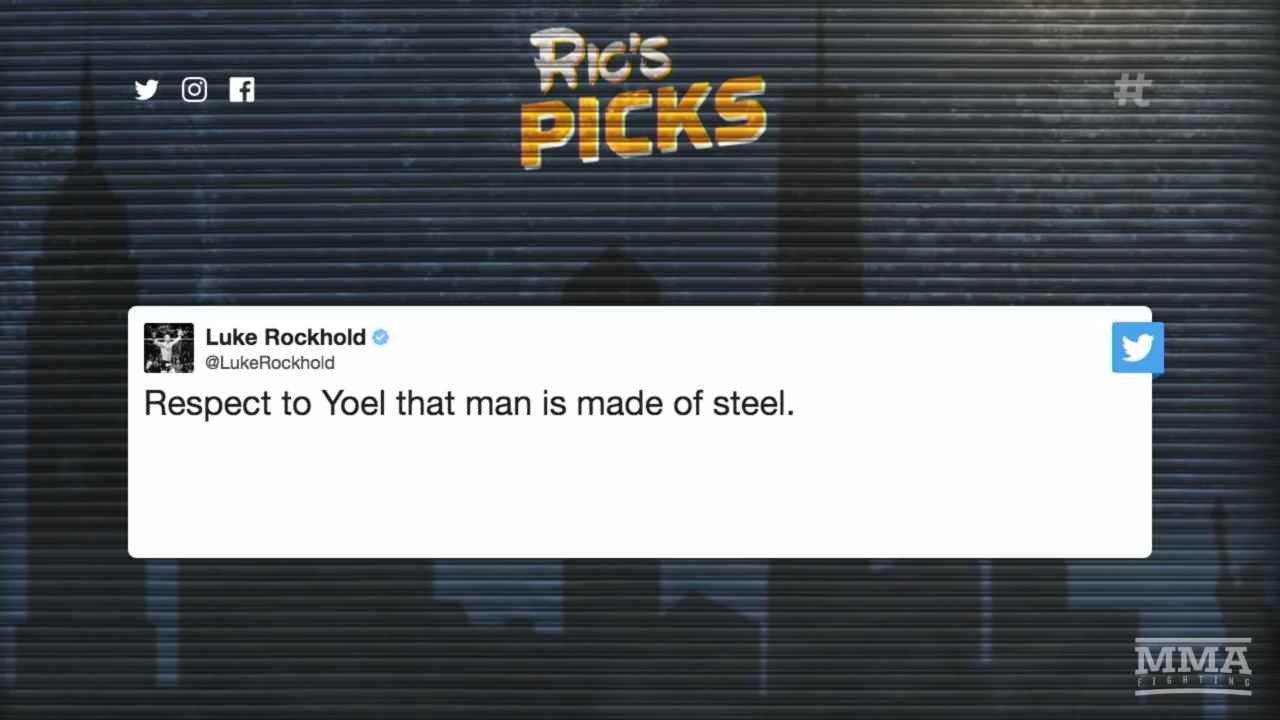 RIC'S
PICKS
#
Luke Rockhold
@LukeRockhold
Respect to Yoel that man is made of steel.
MMA
FIGHTING